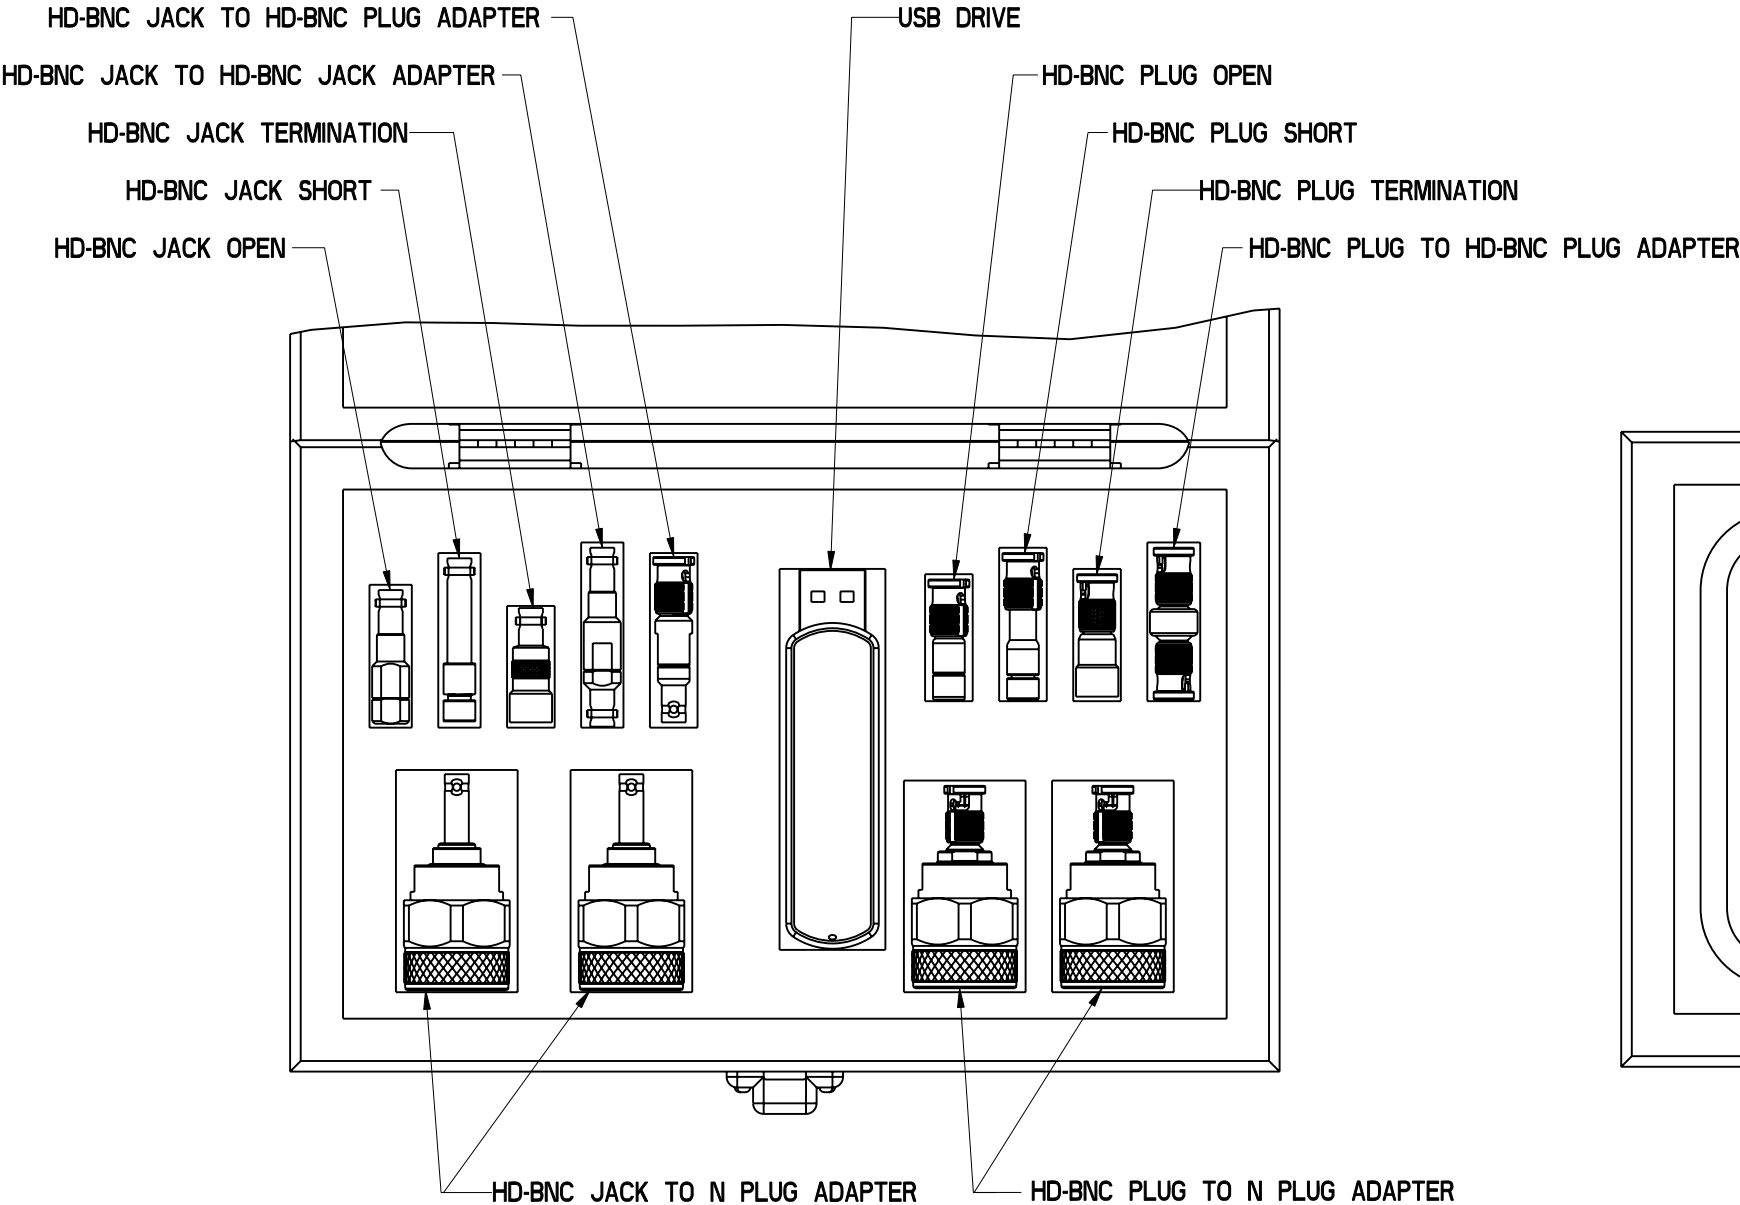 HD-BNC JACK TO HD-BNC PLUG ADAPTER
USB DRIVE
HD-BNC JACK TO HD-BNC JACK ADAPTER
HD-BNC PLUG OPEN
HD-BNC JACK TERMINATION
HD-BNC PLUG SHORT
HD-BNC JACK SHORT
HD-BNC PLUG TERMINATION
HD-BNC JACK OPEN
HD-BNC PLUG TO HD-BNC PLUG ADAPTER
HD-BNC JACK TO N PLUG ADAPTER
HD-BNC PLUG TO N PLUG ADAPTER